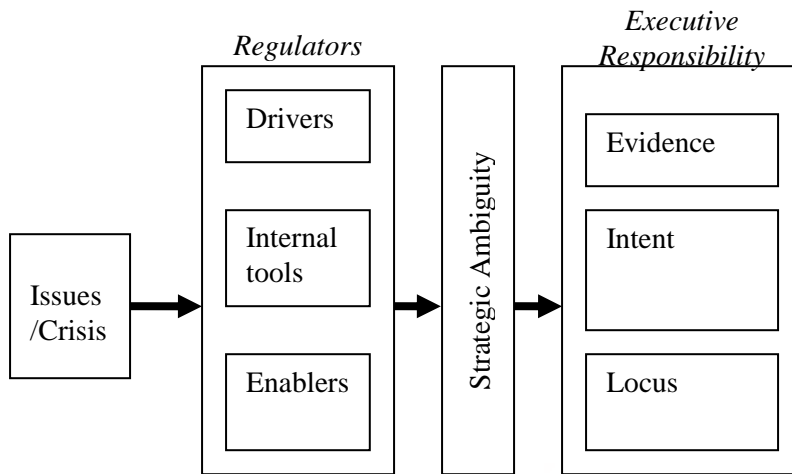 Regulators
Executive
Responsibility
Drivers
Evidence
Internal
tools
Intent
Issues
/Crisis
Strategic Ambiguity
Enablers
Locus